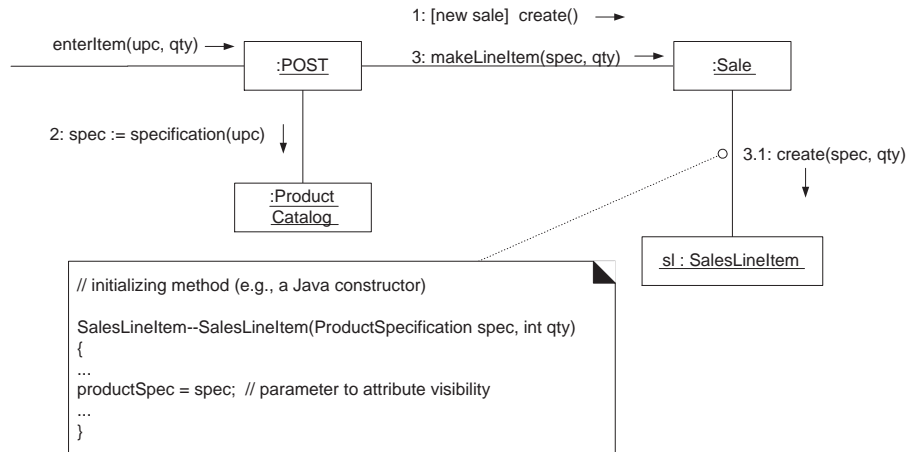 1: [new sale] create()
enterItem(upc, qty)
:POST
3: makeLineItem(spec, qty)
:Sale
2: spec := specification(upc)
3.1: create(spec, qty)
:Product
Catalog
sl : SalesLineItem
// initializing method (e.g., a Java constructor)
SalesLineItem--SalesLineItem(ProductSpecification spec, int qty)
{
...
productSpec = spec; // parameter to attribute visibility
...
}